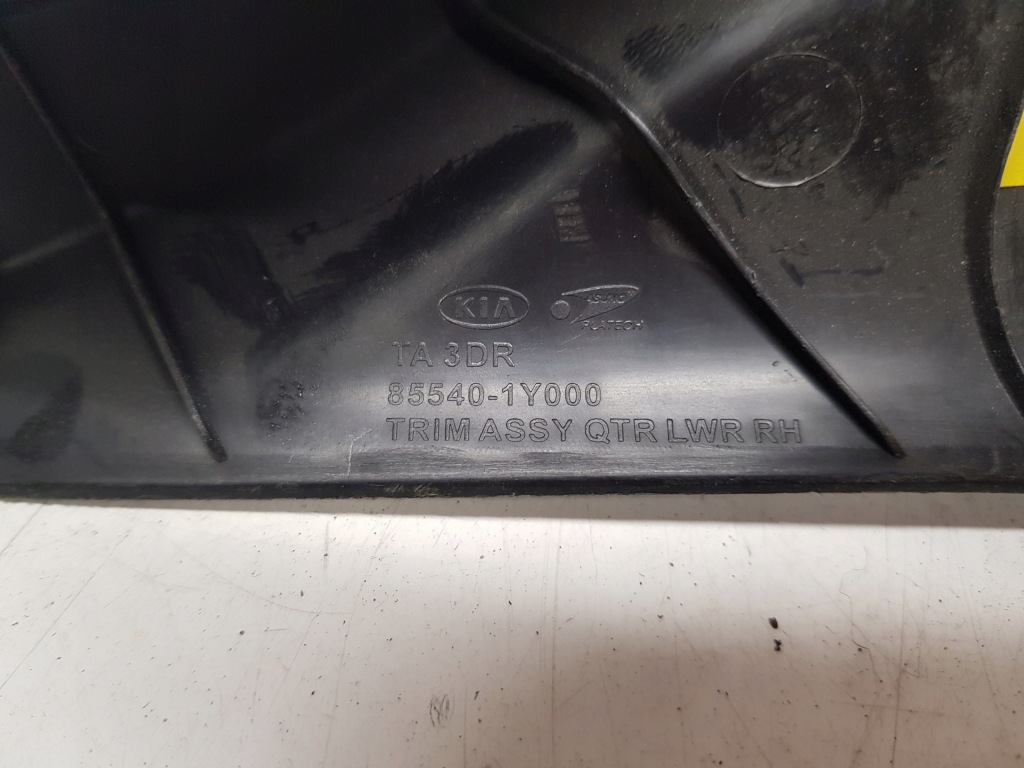 KIA
PLATECH
TA 3DR
85540-1Y000
TRIM ASSY QTR LWR RH